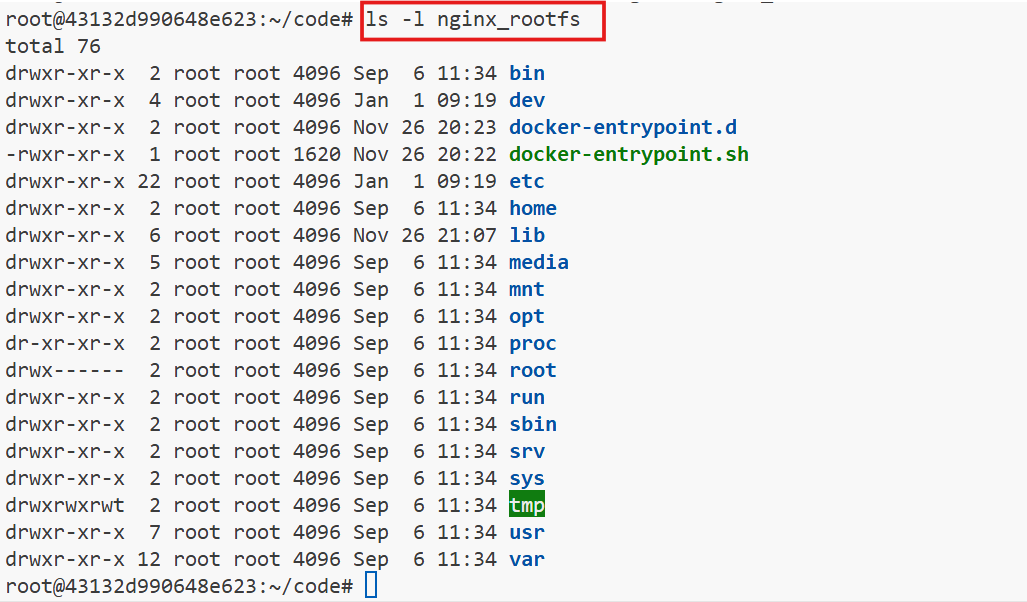 root@43132d990648e623:~/code# ls -l nginx_rootfs
total 76
drwxr-xr-x  2 root root 4096 Sep  6 11:34 bin
drwxr-xr-x  4 root root 4096 Jan  1 09:19 dev
drwxr-xr-x  2 root root 4096 Nov 26 20:23 docker-entrypoint.d
-rwxr-xr-x  1 root root 1620 Nov 26 20:22 docker-entrypoint.sh
drwxr-xr-x 22 root root 4096 Jan  1 09:19 etc
drwxr-xr-x  2 root root 4096 Sep  6 11:34 home
drwxr-xr-x  6 root root 4096 Nov 26 21:07 lib
drwxr-xr-x  5 root root 4096 Sep  6 11:34 media
drwxr-xr-x  2 root root 4096 Sep  6 11:34 mnt
drwxr-xr-x  2 root root 4096 Sep  6 11:34 opt
dr-xr-xr-x  2 root root 4096 Sep  6 11:34 proc
drwx------  2 root root 4096 Sep  6 11:34 root
drwxr-xr-x  2 root root 4096 Sep  6 11:34 run
drwxr-xr-x  2 root root 4096 Sep  6 11:34 sbin
drwxr-xr-x  2 root root 4096 Sep  6 11:34 srv
drwxr-xr-x  2 root root 4096 Sep  6 11:34 sys
drwxrwxrwt  2 root root 4096 Sep  6 11:34 tmp
drwxr-xr-x  7 root root 4096 Sep  6 11:34 usr
drwxr-xr-x 12 root root 4096 Sep  6 11:34 var
root@43132d990648e623:~/code#